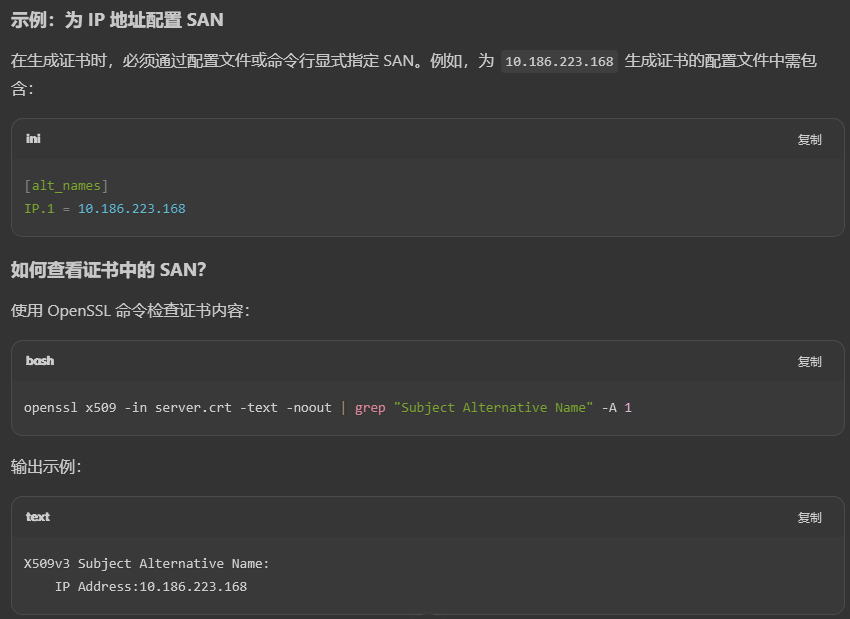 示例：为 IP 地址配置 SAN
在生成证书时，必须通过配置文件或命令行显式指定 SAN。例如，为 10.186.223.168 生成证书的配置文件中需包
含：
ini 复制
[alt_names]
IP.1 = 10.186.223.168
如何查看证书中的 SAN?
使用 OpenSSL 命令检查证书内容：
bash 复制
openssl x509 -in server.crt -text -noout | grep "Subject Alternative Name" -A 1
输出示例：
text 复制
X509v3 Subject Alternative Name:
    IP Address:10.186.223.168